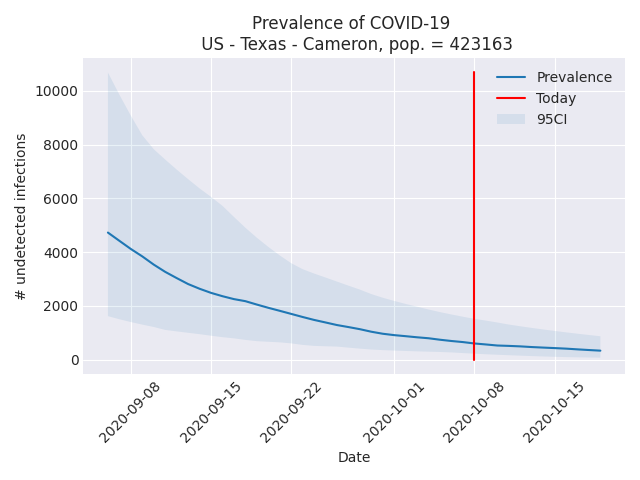 Prevalence of COVID-19
US - Texas - Cameron, pop. = 423163
Prevalence
Today
95CI
10000
8000
6000
4000
2000
0
# undetected infections
2020-09-08
2020-09-15
2020-09-22
2020-10-01
2020-10-08
2020-10-15
Date